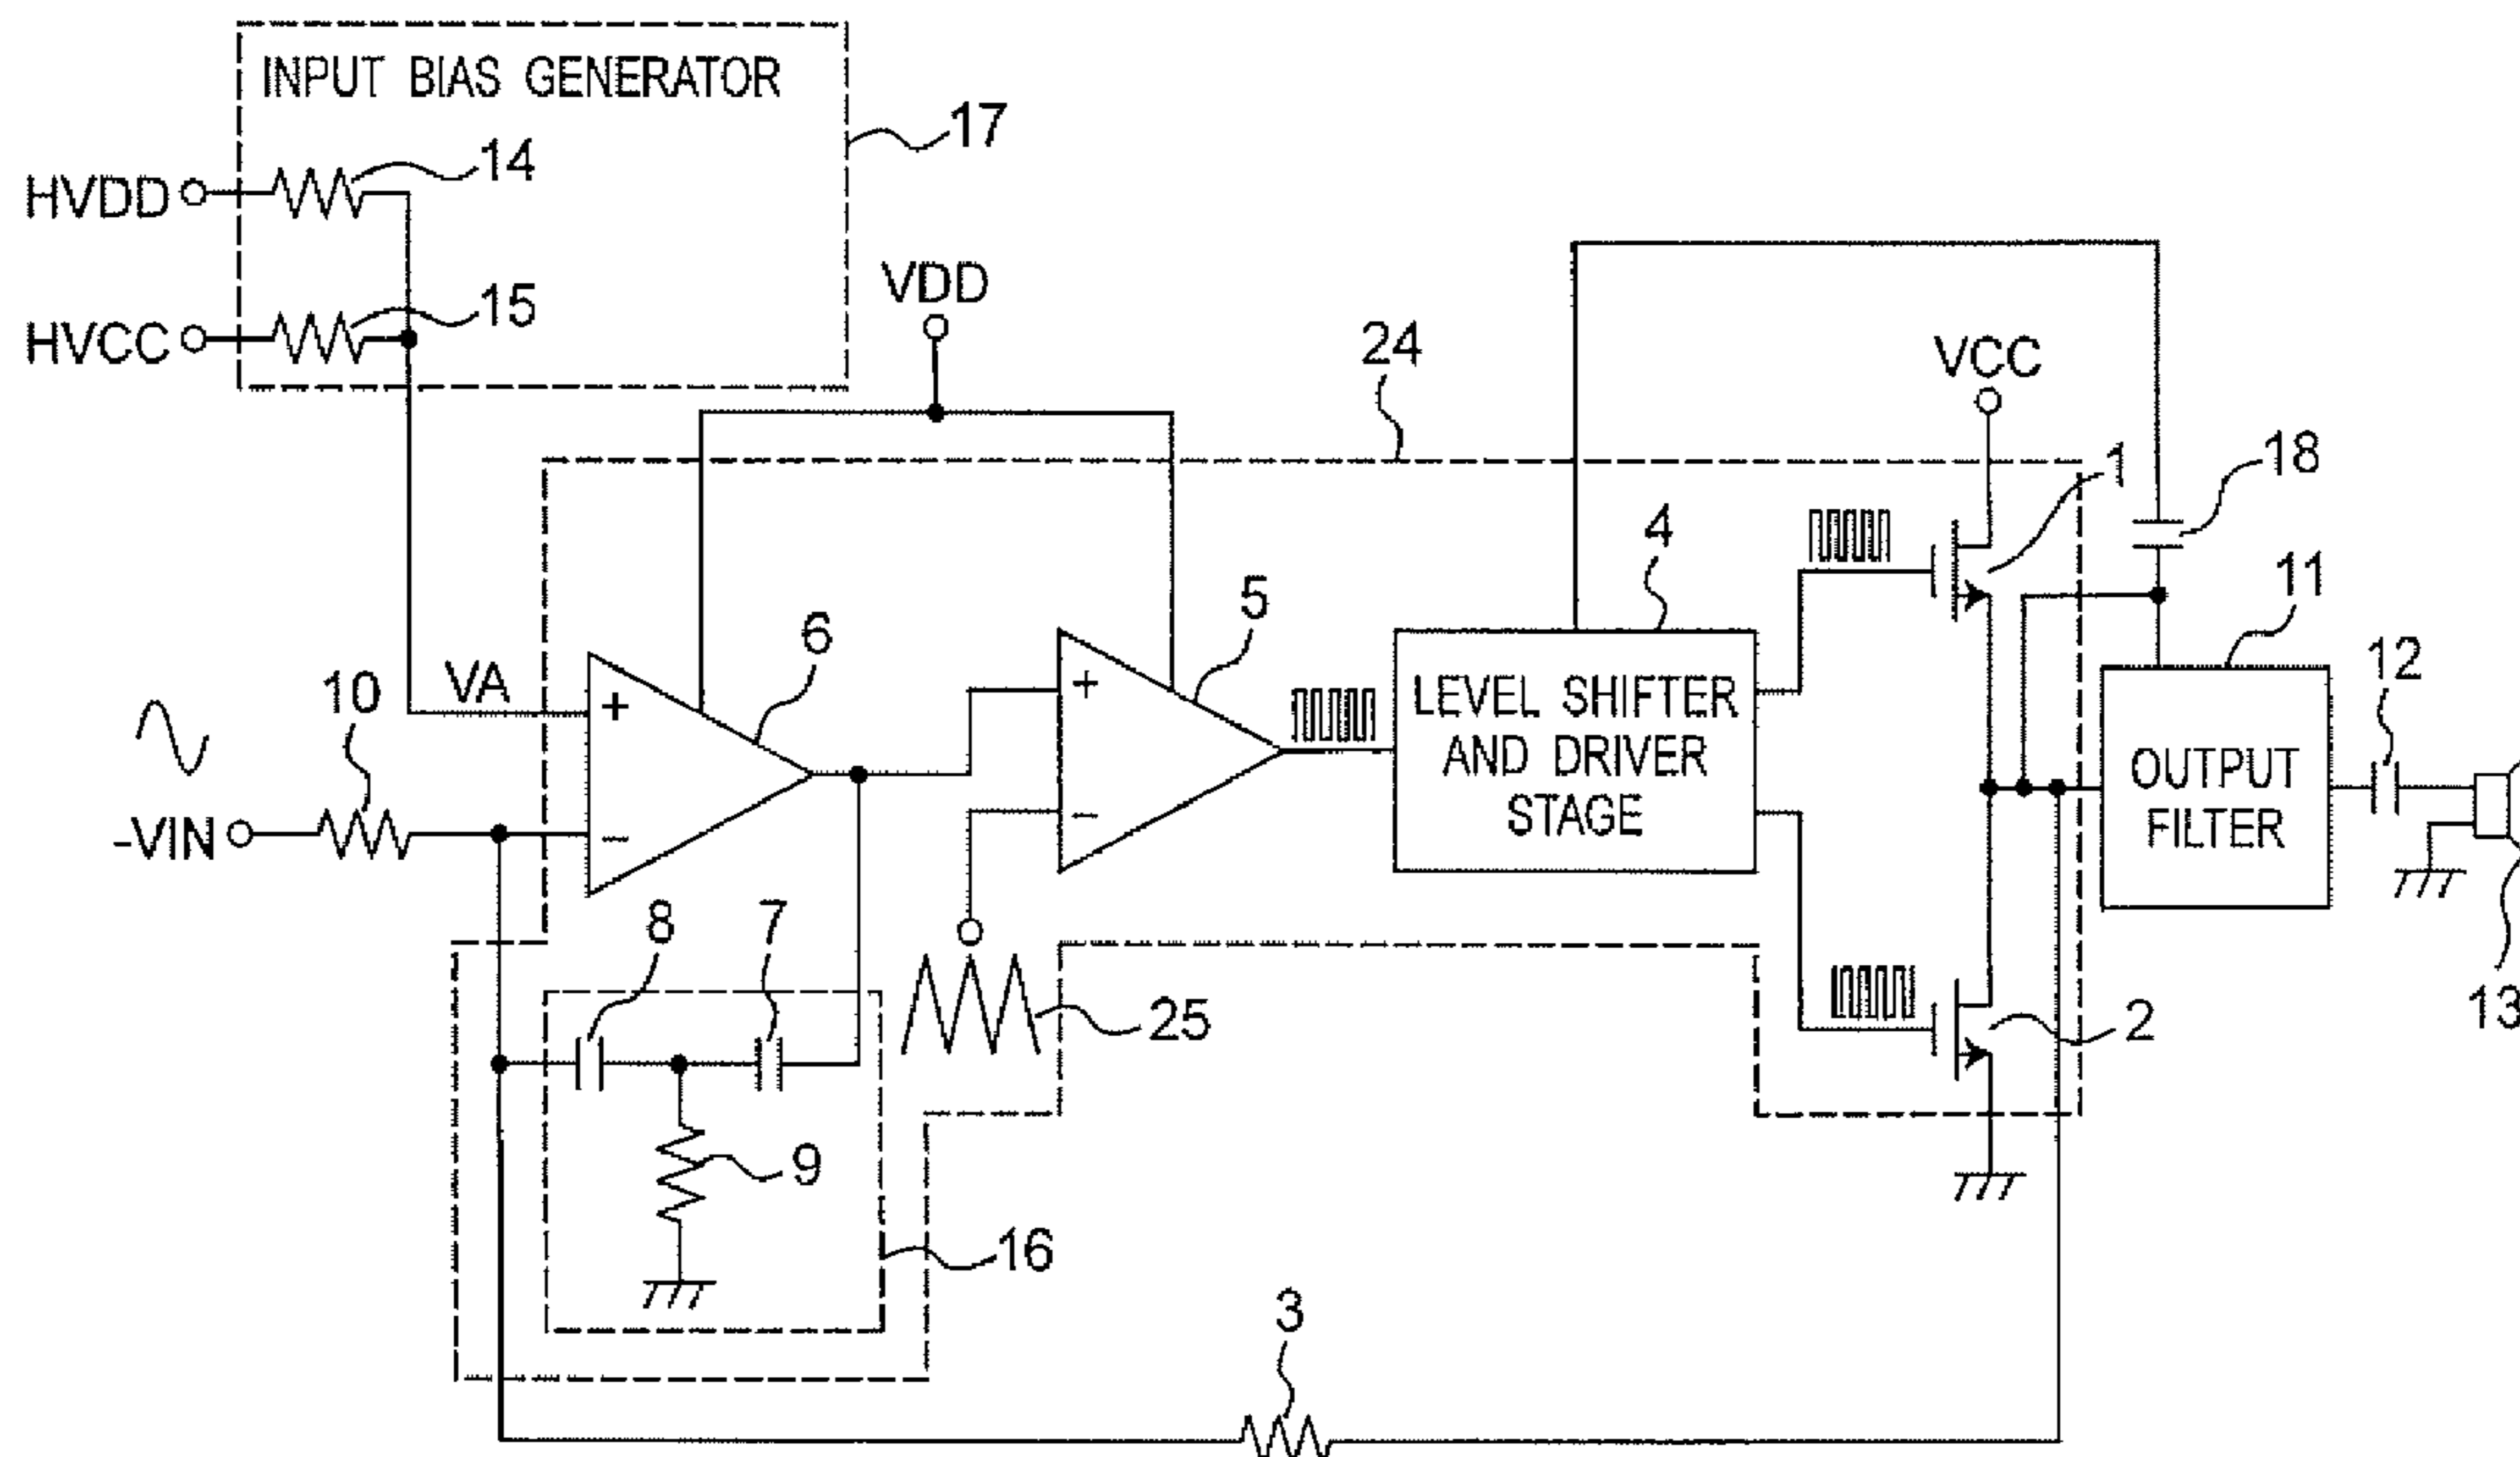 INPUT BIAS GENERATOR
17
14
HVDD
15
HVCC
VDD
24
VCC
1
18
4
5
11
6
12
10
VA
LEVEL SHIFTER
AND DRIVER
STAGE
OUTPUT
FILTER
+
+
-VIN
−
−
8
7
25
2
13
9
16
3